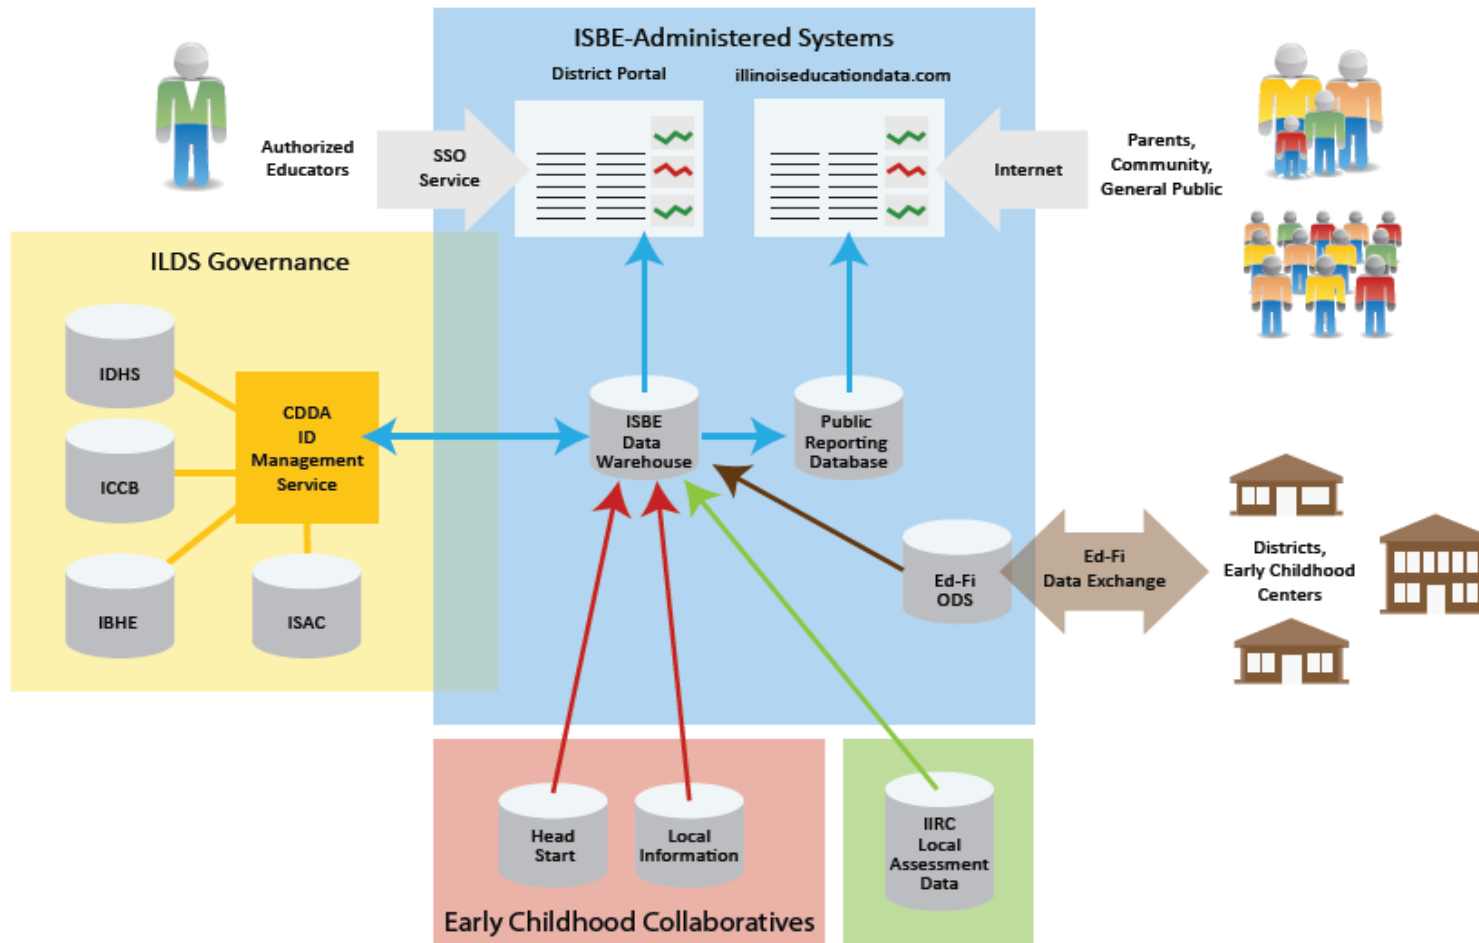 ISBE-Administered Systems
District Portal
illinoiseducationdata.com
Authorized
Educators
SSO
Service
Internet
Parents,
Community,
General Public
ILDS Governance
IDHS
ICCB
IBHE
ISAC
CDDA
ID
Management
Service
ISBE
Data
Warehouse
Public
Reporting
Database
Ed-Fi
ODS
Ed-Fi
Data Exchange
Districts,
Early Childhood
Centers
Head
Start
Local
Information
IIRC
Local
Assessment
Data
Early Childhood Collaboratives